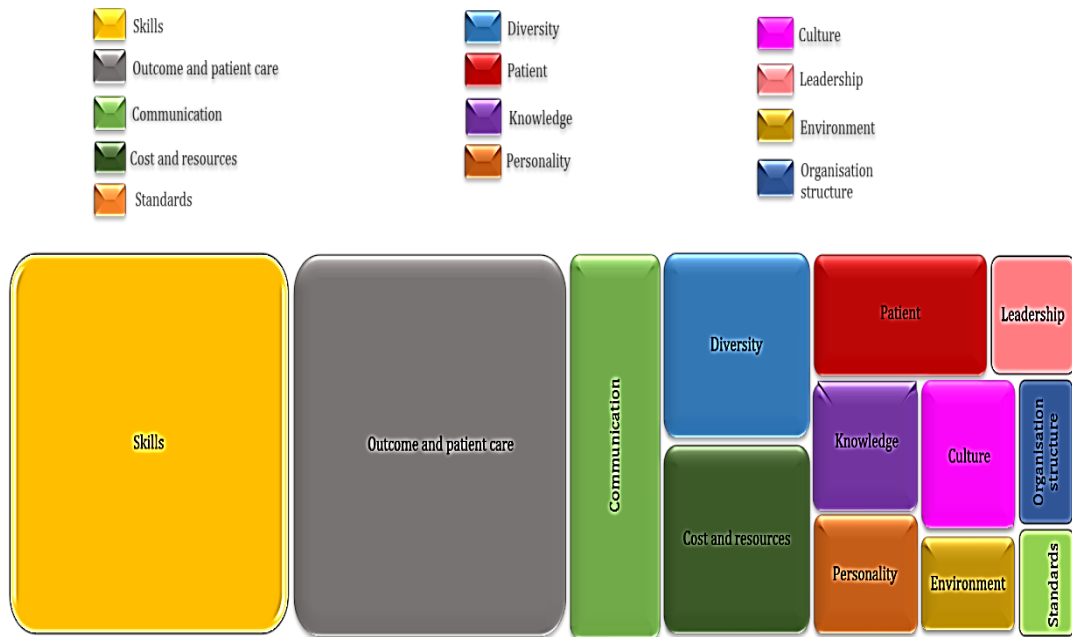 Skills
Outcome and patient care
Communication
Cost and resources
Standards
Diversity
Patient
Knowledge
Personality
Culture
Leadership
Environment
Organisation
structure
Skills
Outcome and patient care
Communication
Diversity
Cost and resources
Patient
Leadership
Knowledge
Culture
Organisation
structure
Personality
Environment
Standards